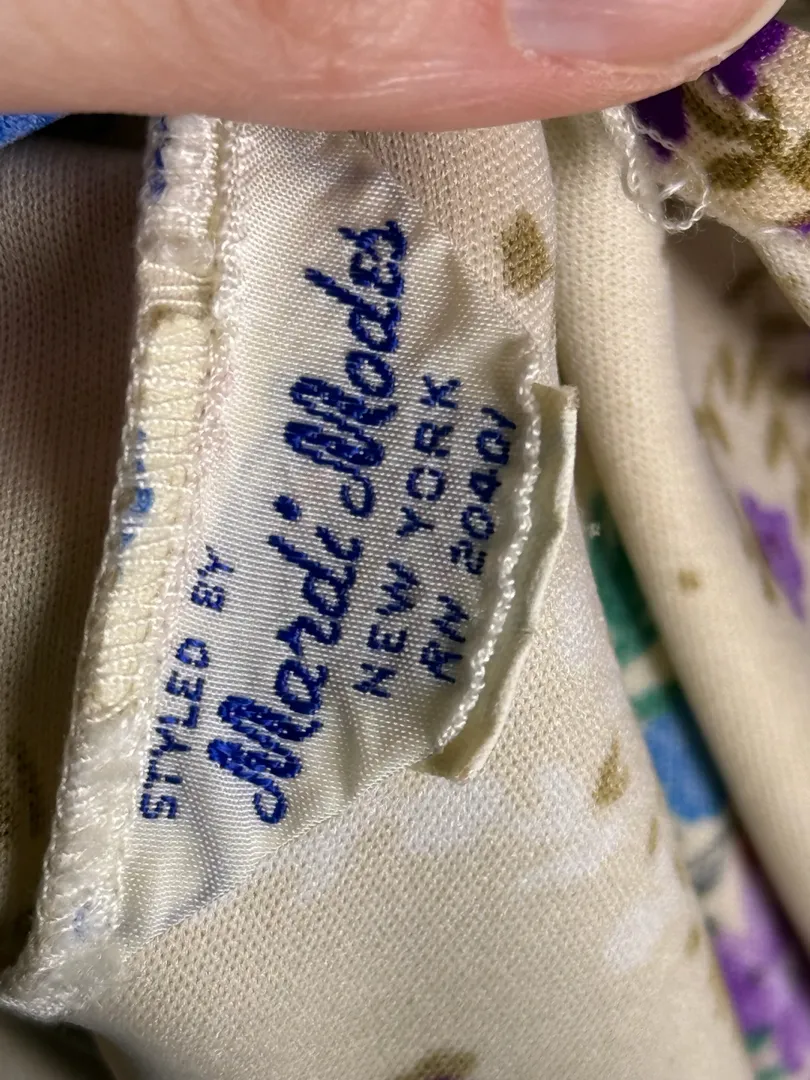 STYLED BY
Mardi Modes
NEW YORK
RN 20401